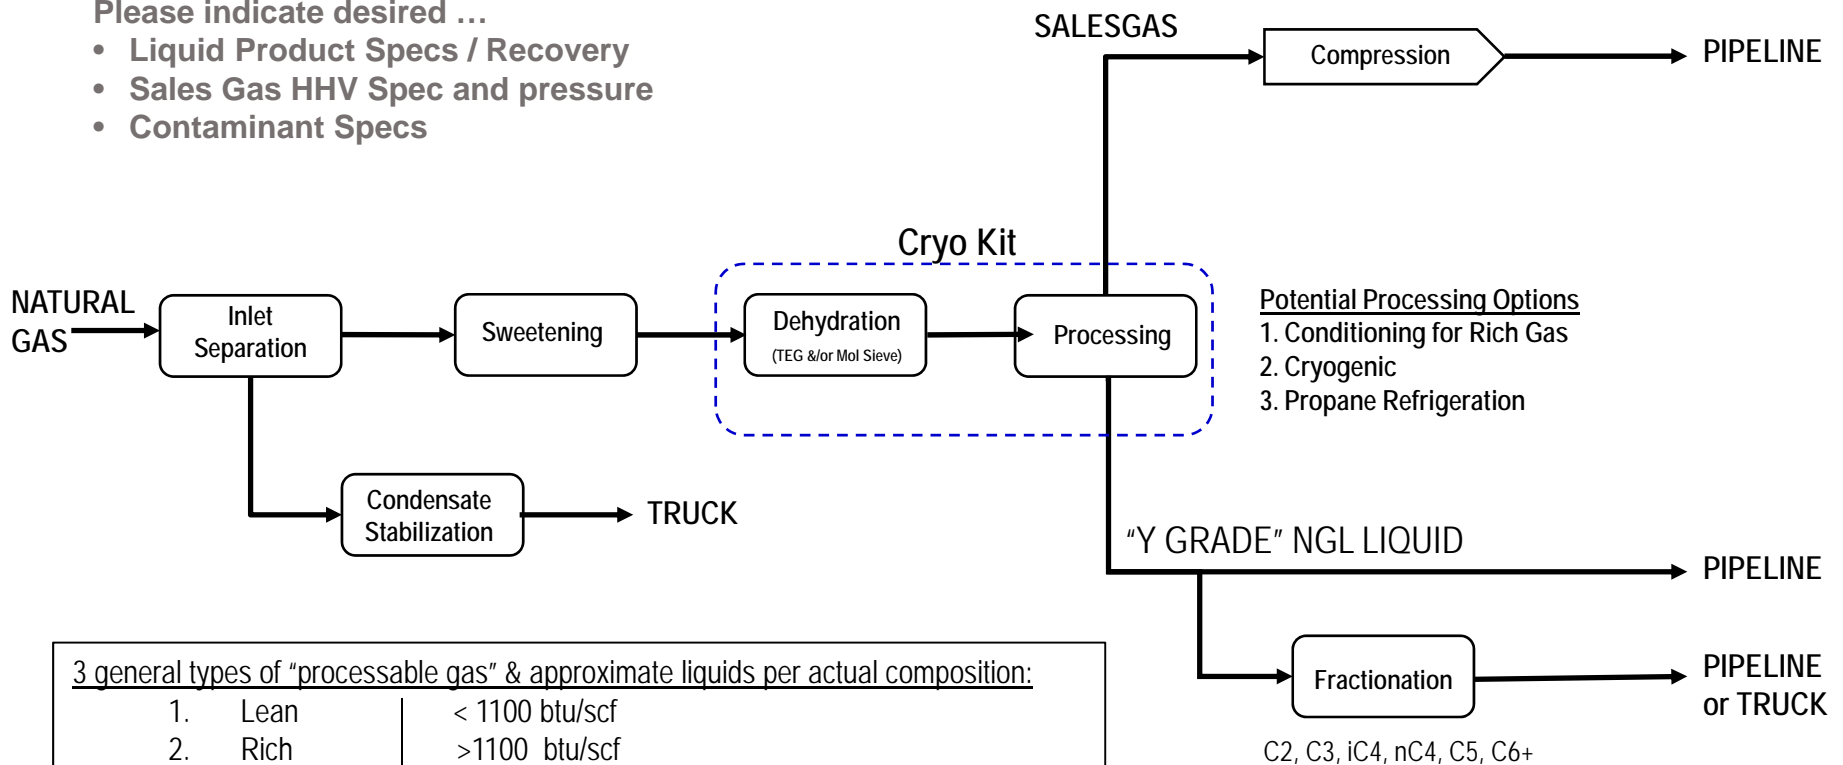 Please indicate desired …
• Liquid Product Specs / Recovery
• Sales Gas HHV Spec and pressure
• Contaminant Specs
SALESGAS
Compression
PIPELINE
Cryo Kit
NATURAL
GAS
Inlet
Separation
Sweetening
Dehydration
(TEG &/or Mol Sieve)
Processing
Potential Processing Options
1. Conditioning for Rich Gas
2. Cryogenic
3. Propane Refrigeration
Condensate
Stabilization
TRUCK
“Y GRADE” NGL LIQUID
PIPELINE
Fractionation
PIPELINE
or TRUCK
C2, C3, iC4, nC4, C5, C6+
3 general types of “processable gas” & approximate liquids per actual composition:
1. Lean < 1100 btu/scf
2. Rich >1100 btu/scf